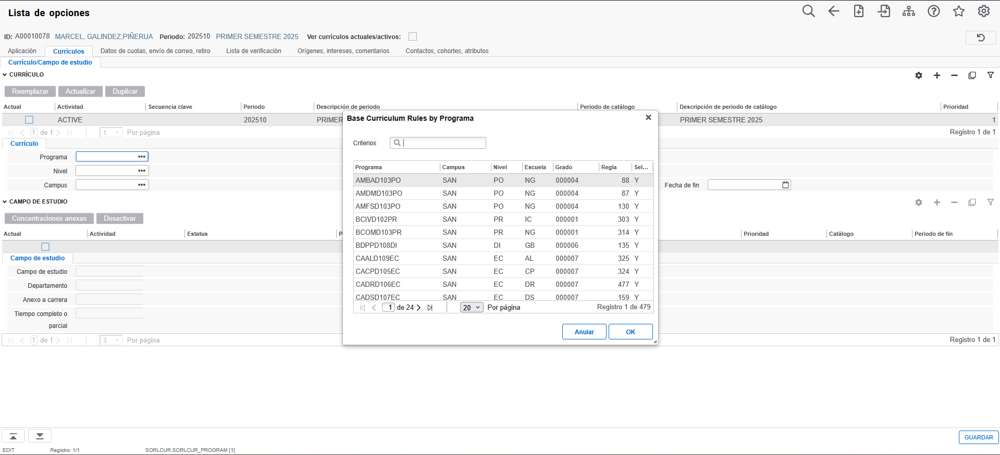 Lista de opciones
ID: A00010078 MARCEL, GALINDEZ;PIÑERUA Periodo: 202510 PRIMER SEMESTRE 2025 Ver currículos actuales/activos:
Aplicación Currículos Datos de cuotas, envío de correo, retiro Lista de verificación Orígenes, intereses, comentarios Contactos, cohortes, atributos
Currículo/Campo de estudio
CURRÍCULO
Reemplazar Actualizar Duplicar
Actual Actividad Secuencia clave Periodo Descripción de periodo Periodo de catálogo Descripción de periodo de catálogo Prioridad
ACTIVE 202510 PRIMER PRIMER SEMESTRE 2025 1
1 de 1 1 Por página Registro 1 de 1
Currículo
Programa
Nivel
Campus Fecha de fin
CAMPO DE ESTUDIO
Concentraciones anexas Desactivar
Actual Actividad Estatus P Prioridad Catálogo Periodo de fin
Campo de estudio
Campo de estudio
Departamento
Anexo a carrera
Tiempo completo o
parcial
1 de 1 3 Por página Registro 1 de 1
Base Curriculum Rules by Programa
Criterios
Programa Campus Nivel Escuela Grado Regla Sel...
AMBAD103PO SAN PO NG 000004 88 Y
AMDMD103PO SAN PO NG 000004 87 Y
AMFSD103PO SAN PO NG 000004 130 Y
BCIVD102PR SAN PR IC 000001 303 Y
BCOMD103PR SAN PR NG 000001 314 Y
BDPPD108DI SAN DI GB 000006 135 Y
CAALD109EC SAN EC AL 000007 325 Y
CACPD105EC SAN EC CP 000007 324 Y
CADRD106EC SAN EC DR 000007 477 Y
CADSD107EC SAN EC DS 000007 159 Y
1 de 24 20 Por página Registro 1 de 479
Anular OK
GUARDAR
EDIT Registro: 1/1 SORLCUR.SORLCUR_PROGRAM [1]